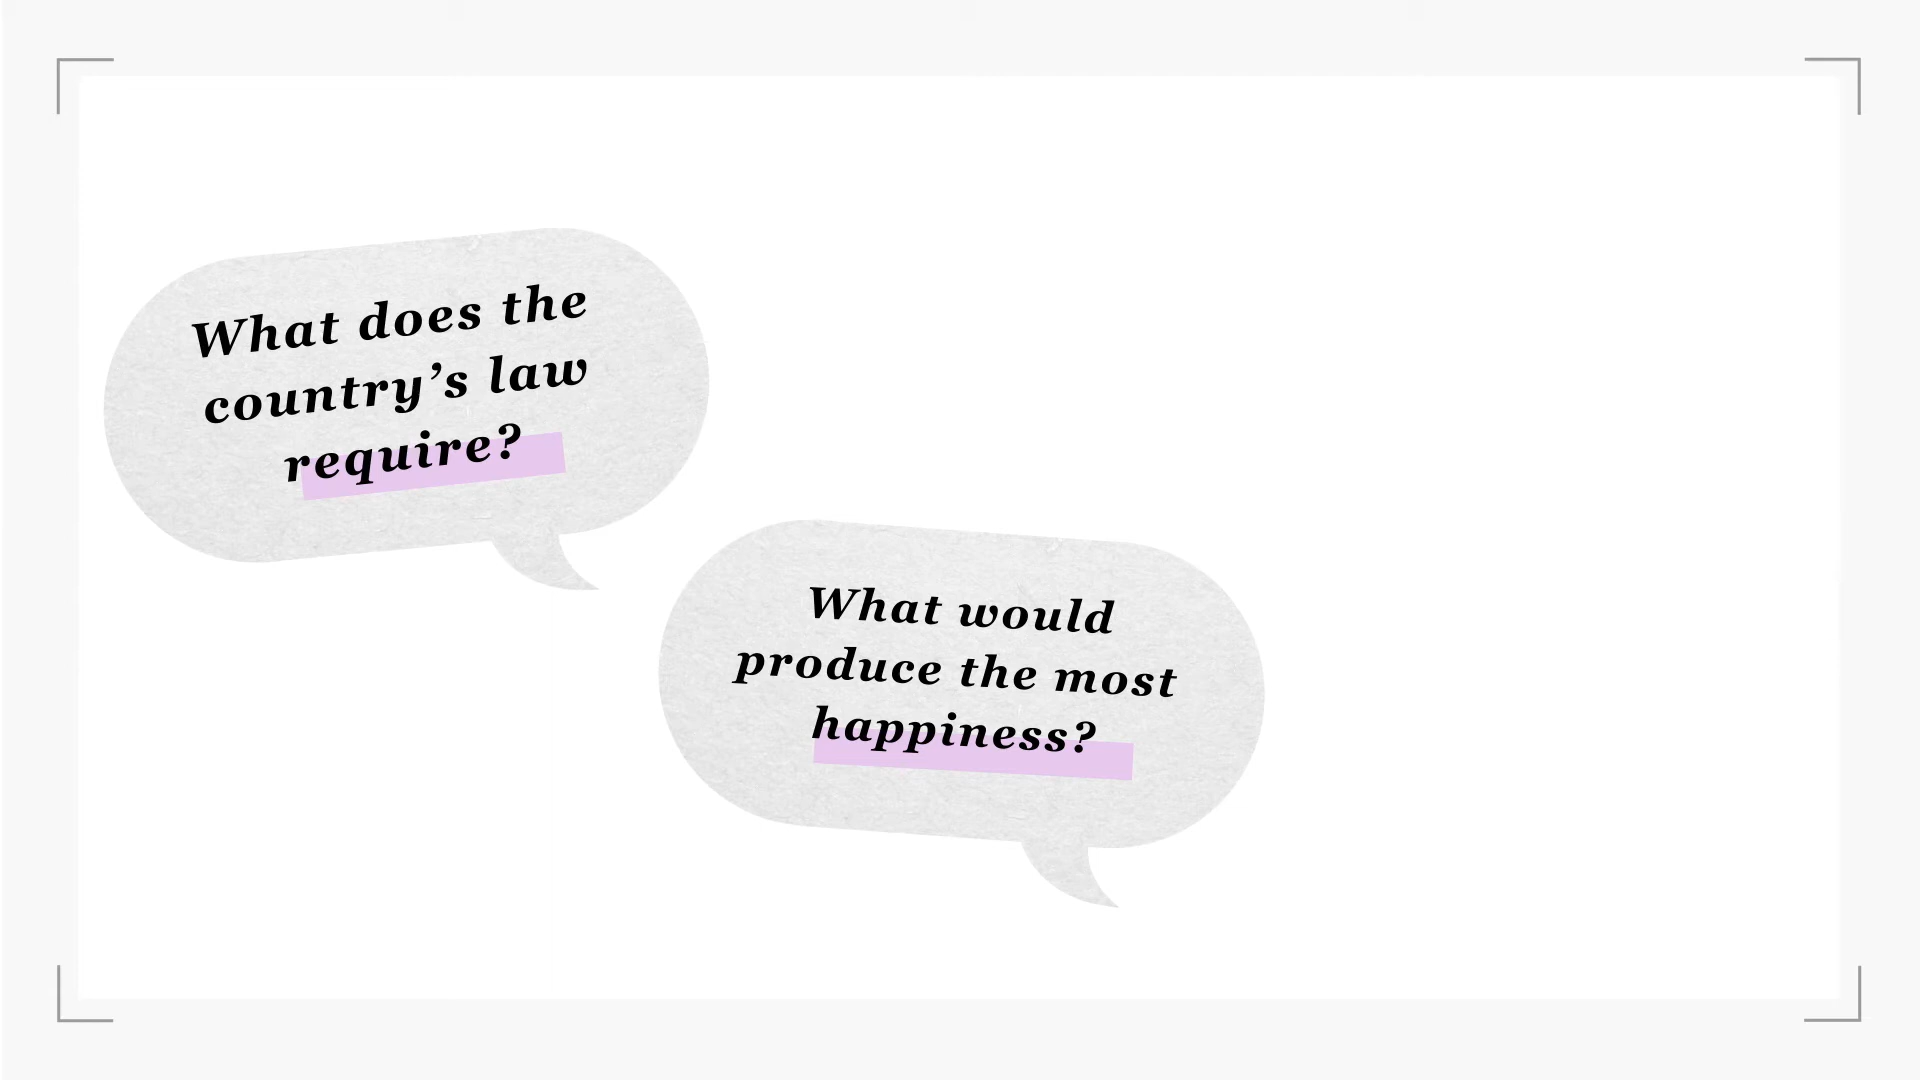 What does the
country’s law
require?
What would
produce the most
happiness?